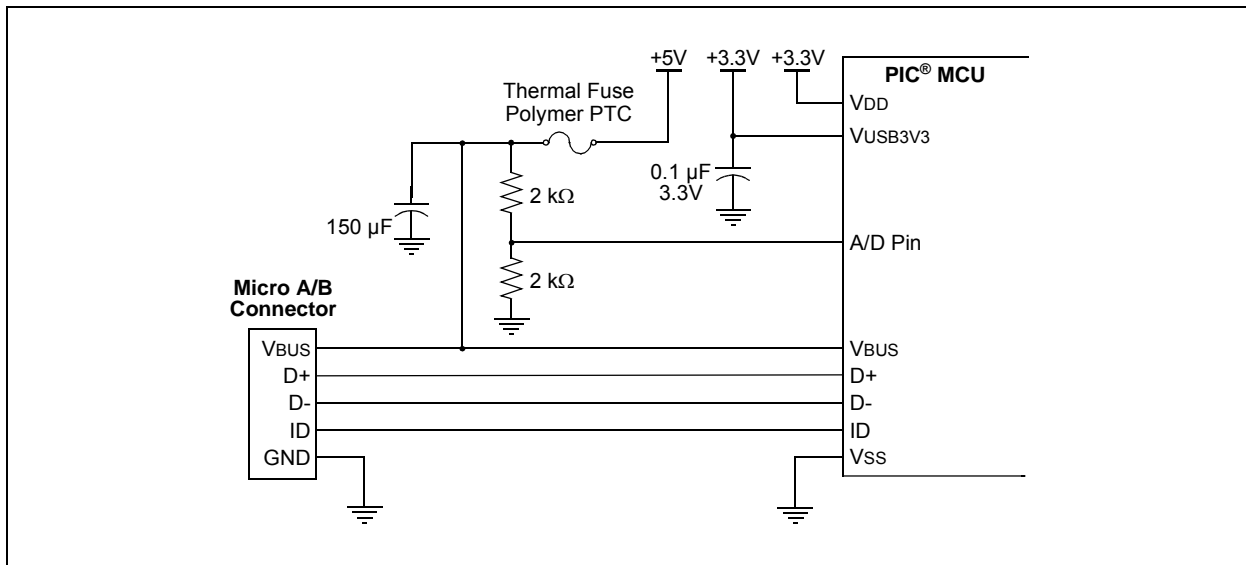 +5V
+3.3V
+3.3V
PIC® MCU
Thermal Fuse
Polymer PTC
VDD
VUSB3V3
0.1 µF
3.3V
2 kΩ
150 µF
A/D Pin
2 kΩ
Micro A/B
Connector
VBUS
D+
D-
ID
GND
VBUS
D+
D-
ID
VSS